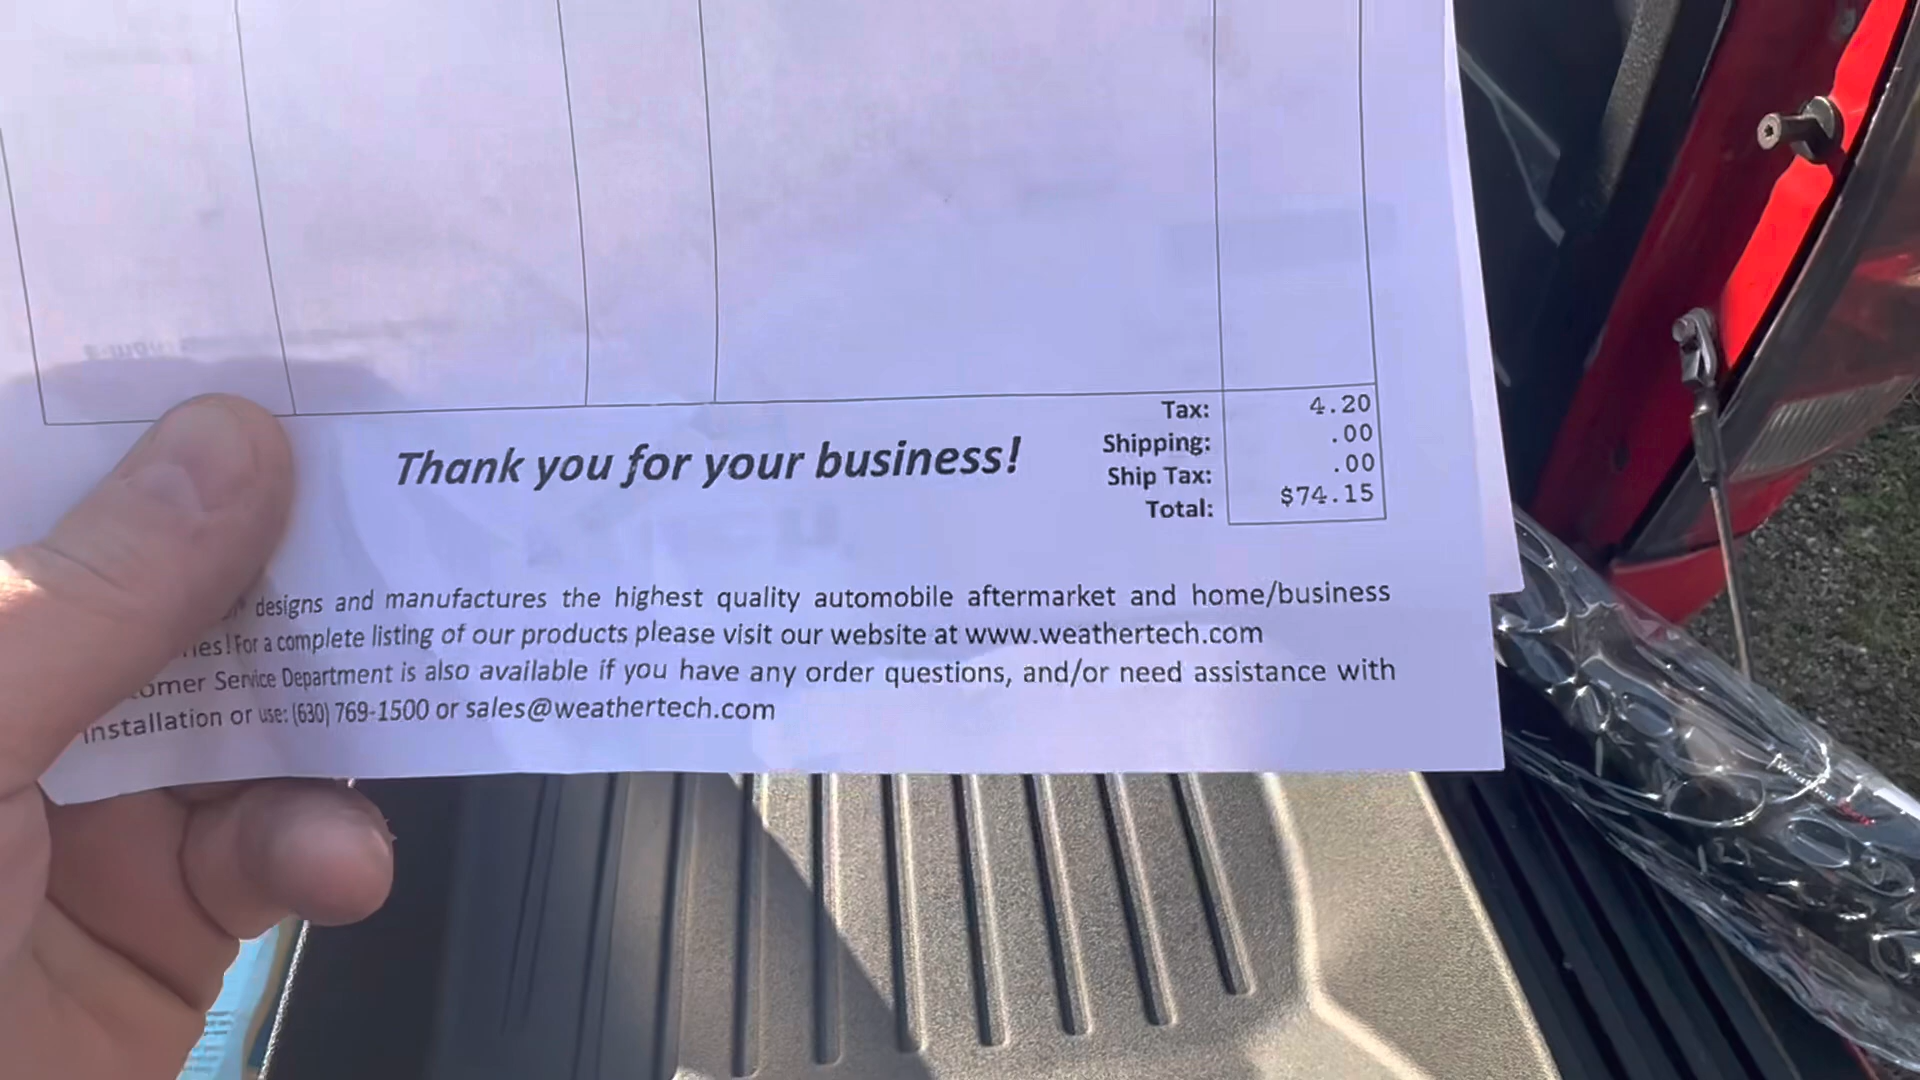 Tax: 4.20
Shipping: .00
Ship Tax: .00
Total: $74.15
Thank you for your business!
designs and manufactures the highest quality automobile aftermarket and home/business
For a complete listing of our products please visit our website at www.weathertech.com
Service Department is also available if you have any order questions, and/or need assistance with
installation or use: (630) 769-1500 or sales@weathertech.com